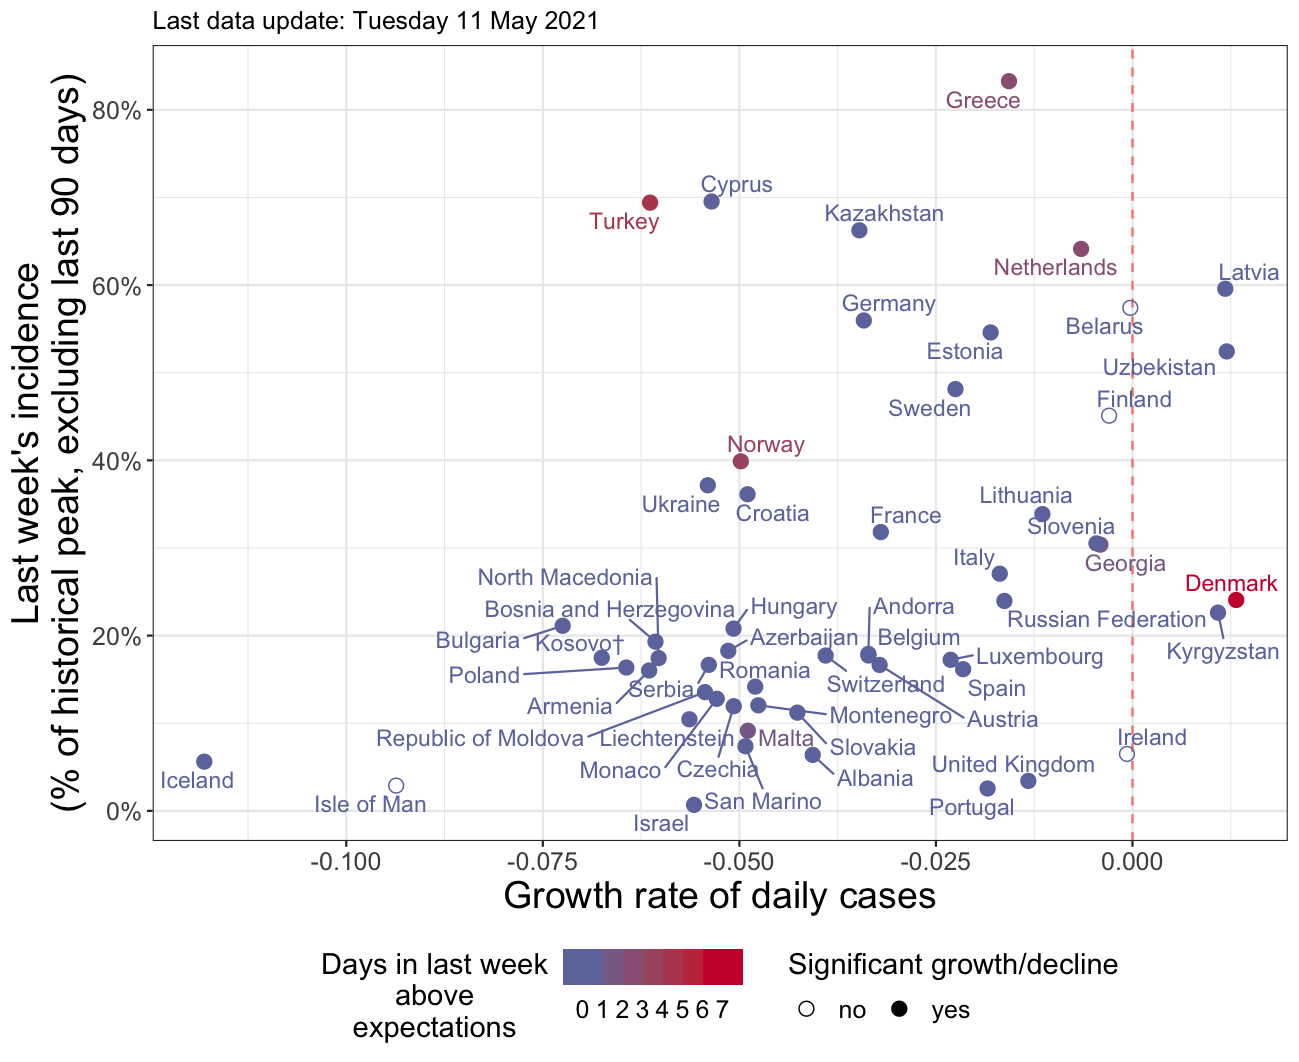 Last data update: Tuesday 11 May 2021
Last week's incidence
(% of historical peak, excluding last 90 days)
80%
60%
40%
20%
0%
Greece
Cyprus
Turkey
Kazakhstan
Netherlands
Latvia
Germany
Belarus
Estonia
Uzbekistan
Finland
Sweden
Norway
Lithuania
Ukraine
Croatia
France
Slovenia
Italy
Georgia
North Macedonia
Denmark
Bosnia and Herzegovina
Hungary
Andorra
Russian Federation
Bulgaria
Kosovo†
Azerbaijan
Belgium
Kyrgyzstan
Luxembourg
Poland
Romania
Serbia
Switzerland
Spain
Armenia
Montenegro
Austria
Republic of Moldova
Liechtenstein
Malta
Ireland
Slovakia
Monaco
Czechia
United Kingdom
Iceland
Albania
Isle of Man
San Marino
Portugal
Israel
-0.100
-0.075
-0.050
-0.025
0.000
Growth rate of daily cases
Days in last week
above
expectations
0 1 2 3 4 5 6 7
Significant growth/decline
no
yes